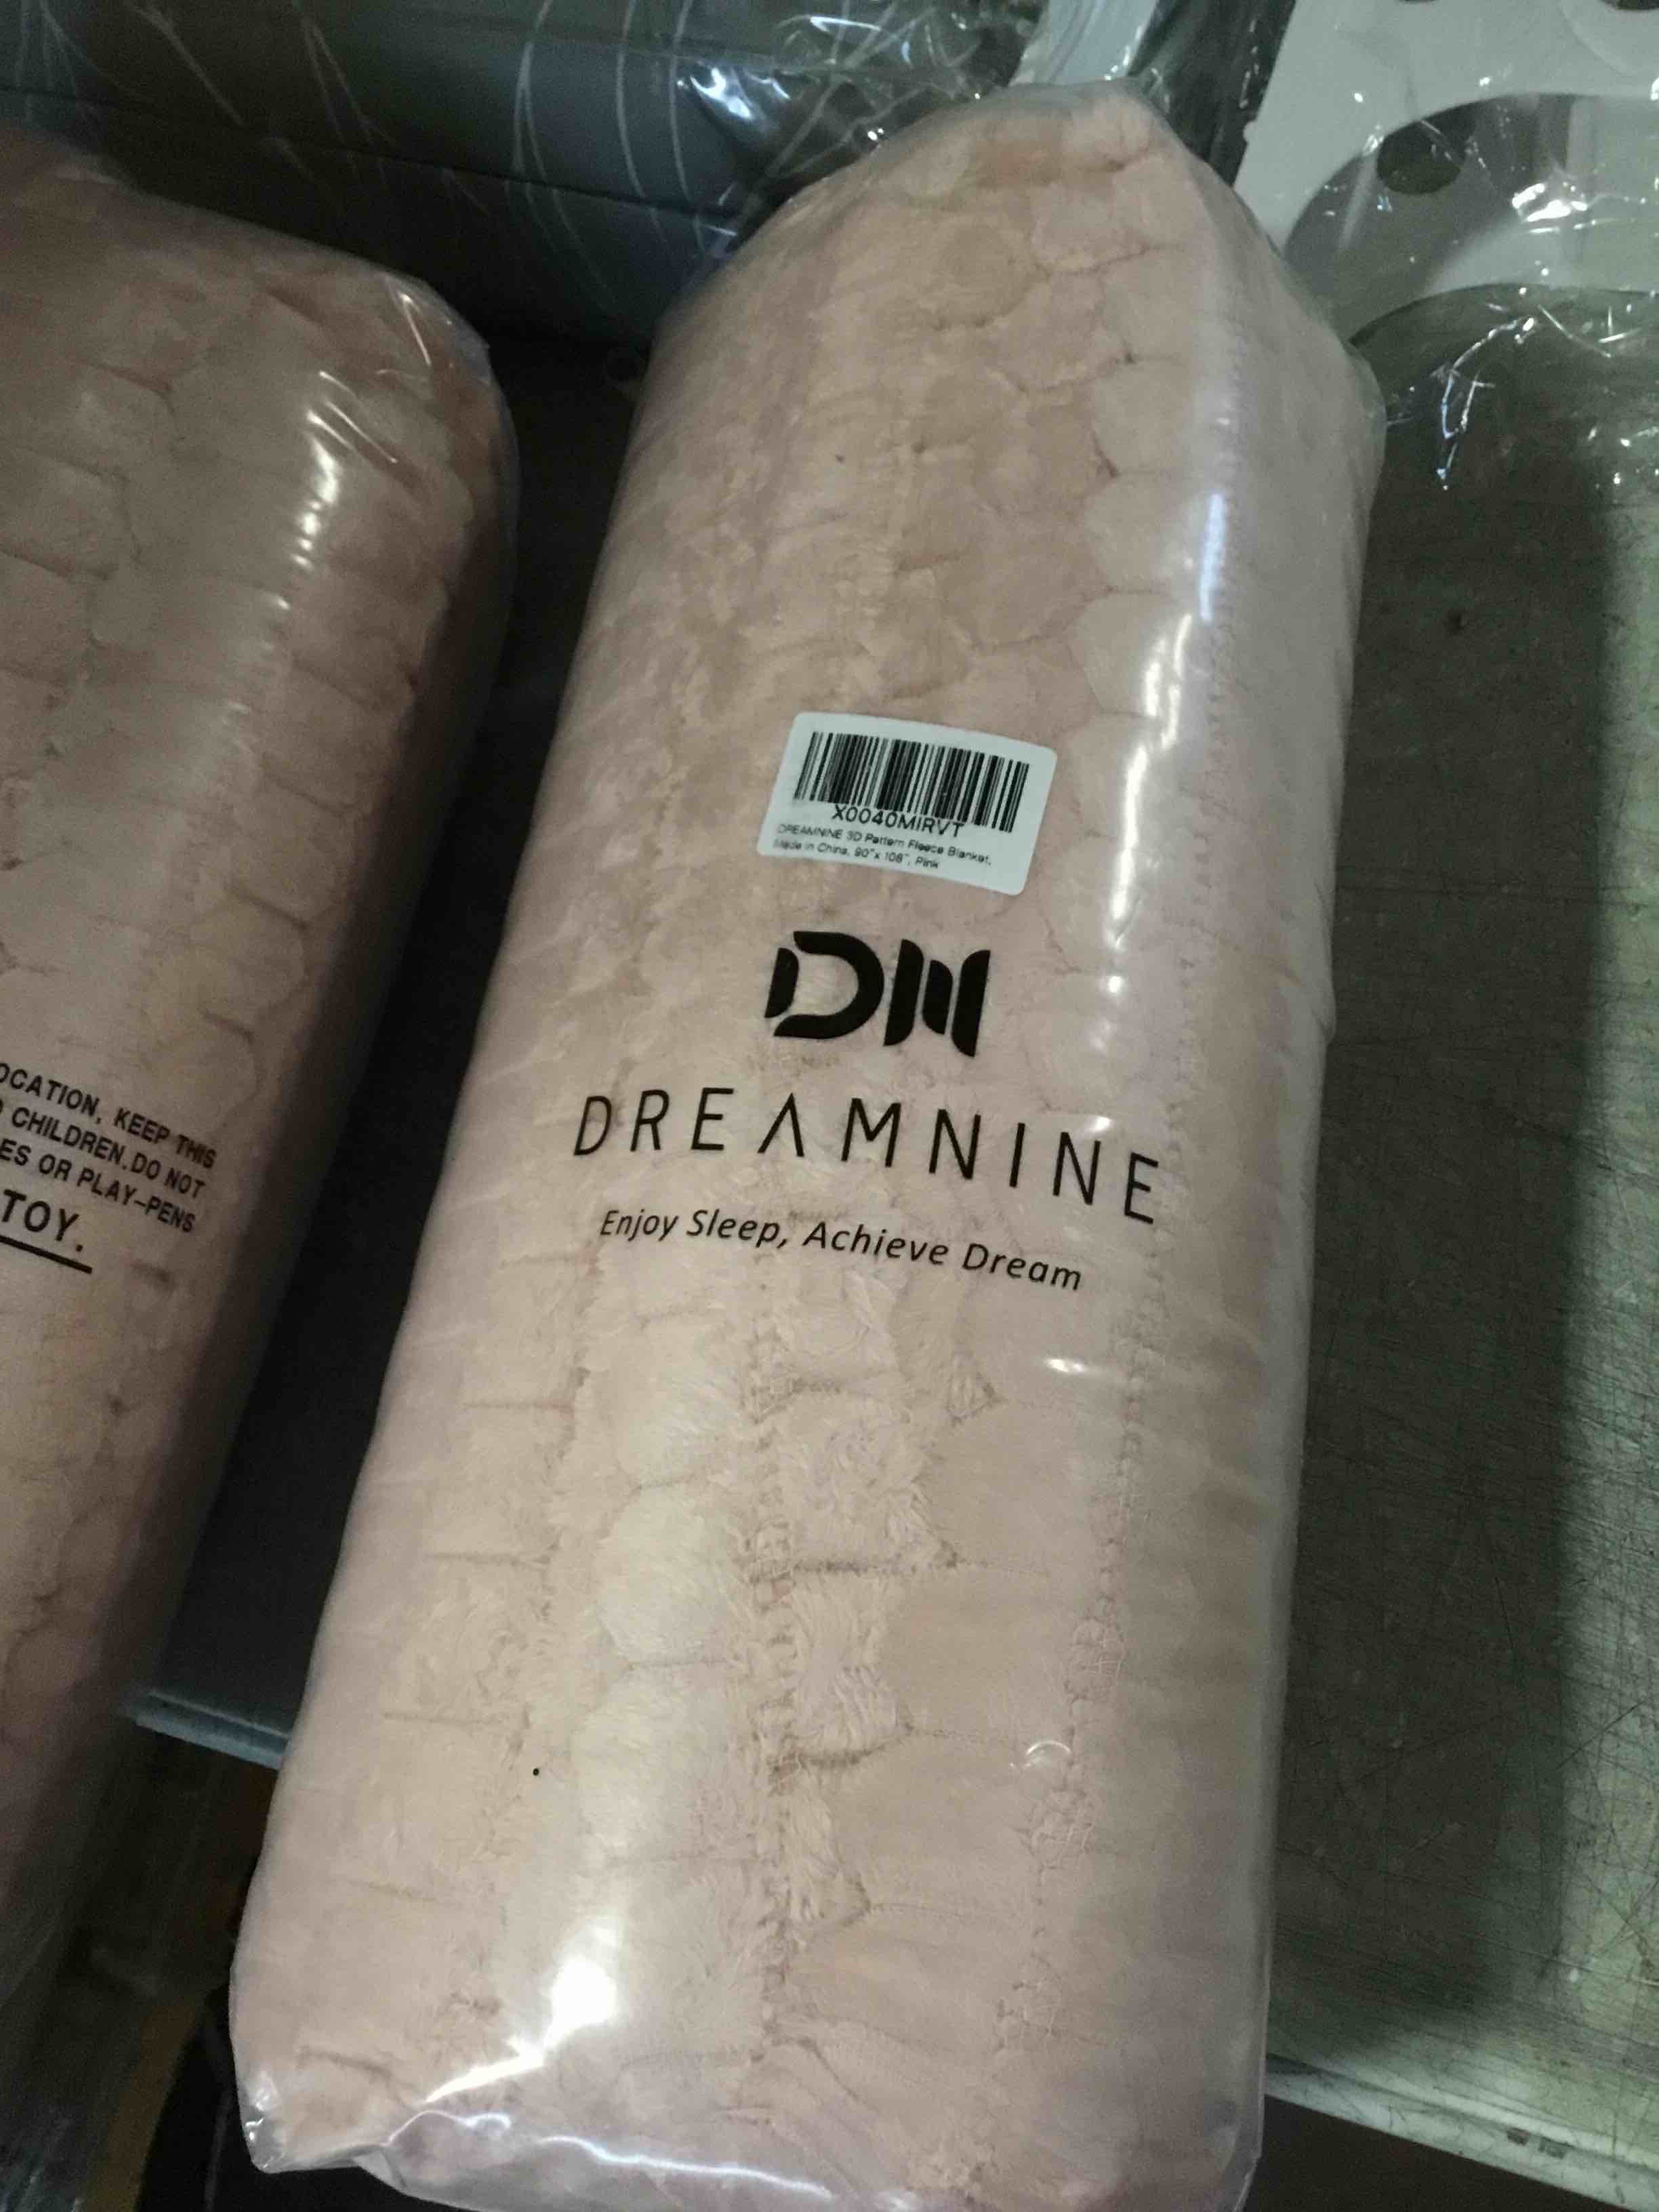 X0040MIRVT
DREAMNINE 3D Pattern Fleece Blanket,
Made in China, 90"x 108", Pink
DM
DREAMNINE
Enjoy Sleep, Achieve Dream
OCATION, KEEP THIS
CHILDREN.DO NOT
ES OR PLAY-PENS
TOY.